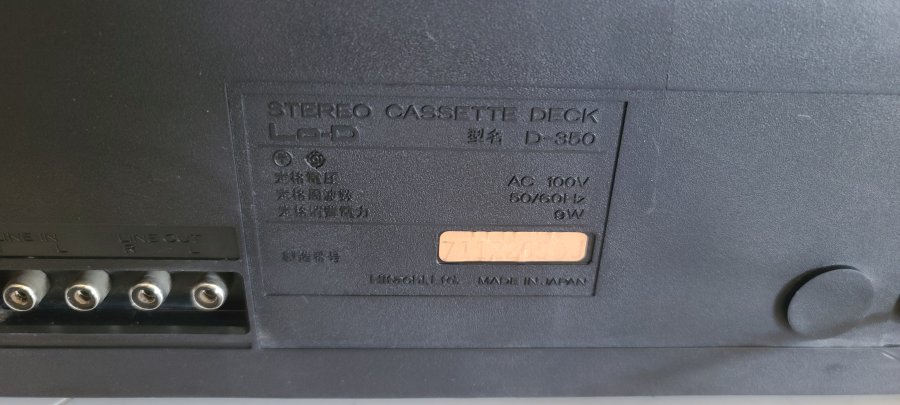 STEREO CASSETTE DECK
Lo-D 型名 D-350
定格電圧 AC 100V
定格周波数 50/60Hz
定格消費電力 9W
製造番号
Hitachi, Ltd. MADE IN JAPAN
LINE IN LINE OUT
L R L